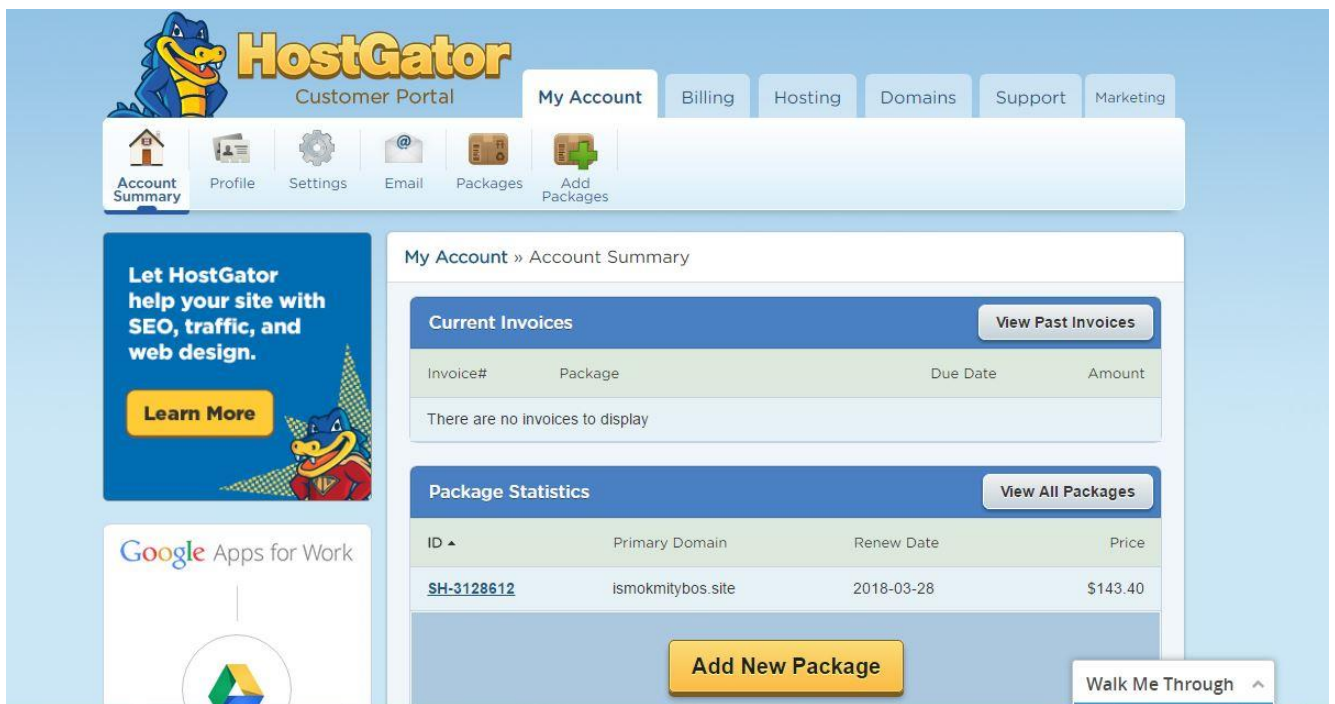 HostGator
Customer Portal
My Account
Billing
Hosting
Domains
Support
Marketing
Account
Summary
Profile
Settings
Email
Packages
Add
Packages
Let HostGator
help your site with
SEO, traffic, and
web design.
Learn More
Google Apps for Work
My Account » Account Summary
Current Invoices
View Past Invoices
Invoice# Package Due Date Amount
There are no invoices to display
Package Statistics
View All Packages
ID Primary Domain Renew Date Price
SH-3128612 ismokmitybos.site 2018-03-28 $143.40
Add New Package
Walk Me Through